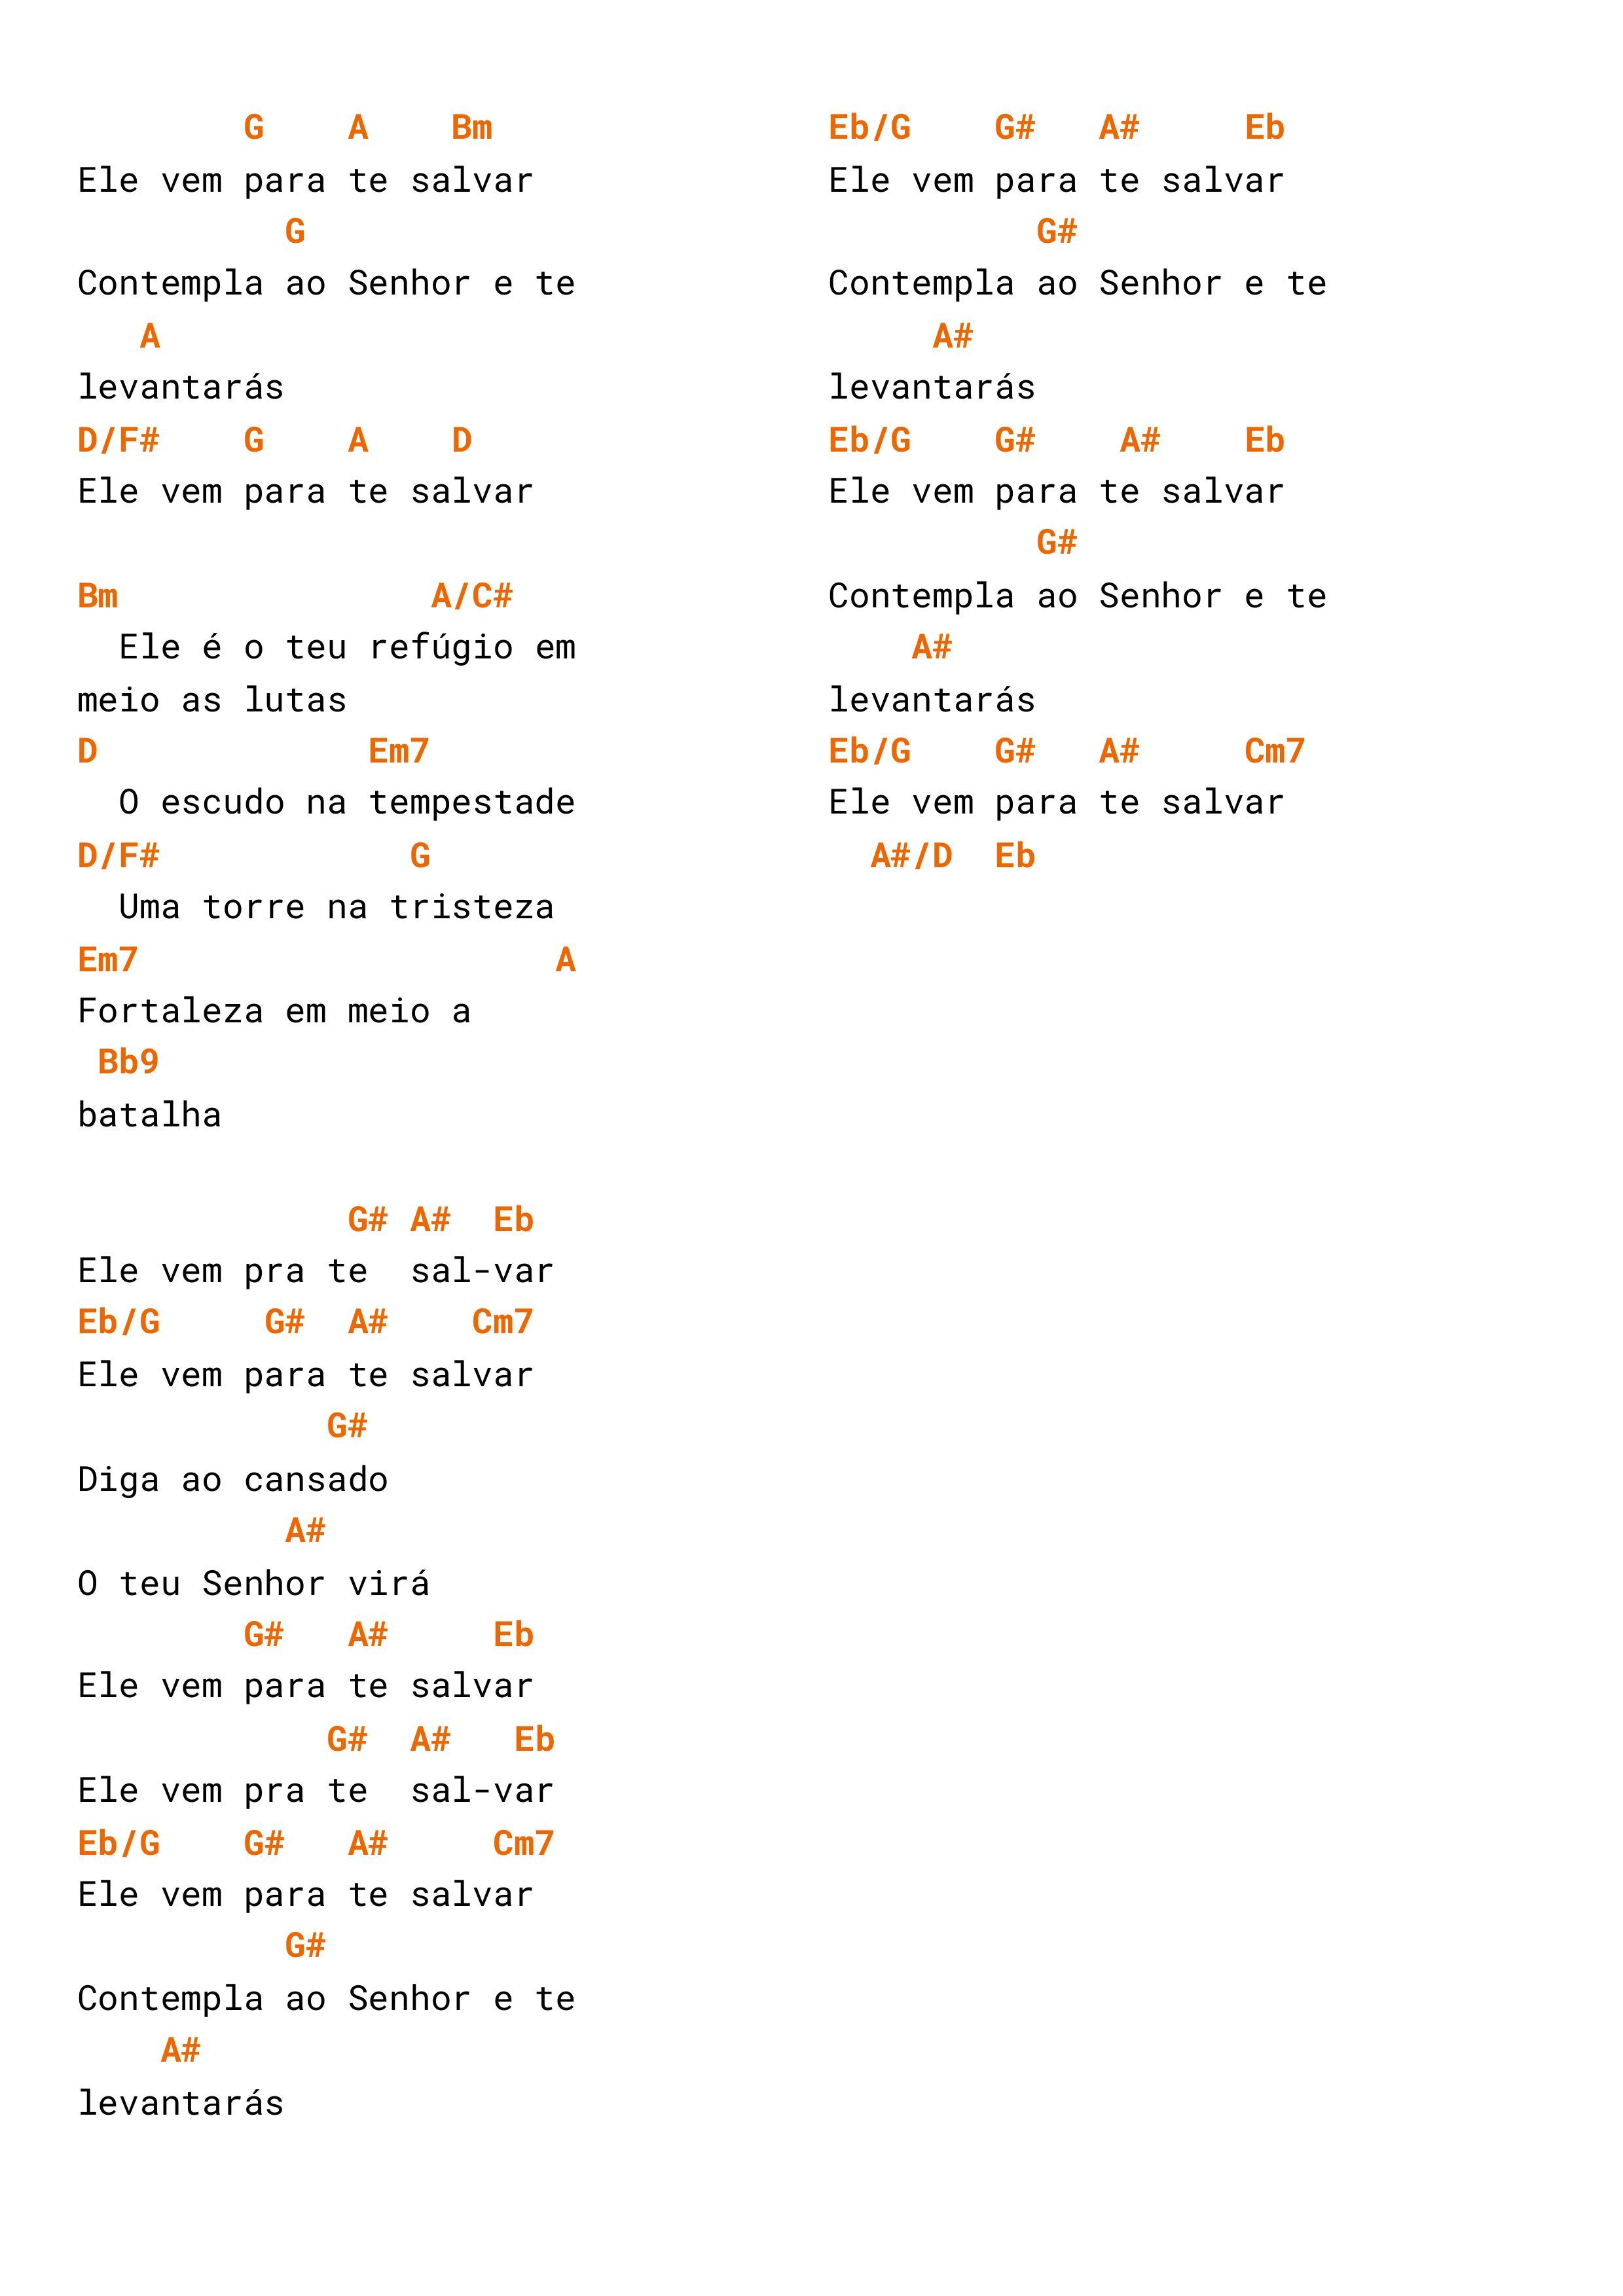 G    A    Bm
Ele vem para te salvar
          G
Contempla ao Senhor e te
   A
levantarás
D/F#    G    A    D
Ele vem para te salvar

Bm               A/C#
  Ele é o teu refúgio em
meio as lutas
D             Em7
  O escudo na tempestade
D/F#            G
  Uma torre na tristeza
Em7                    A
Fortaleza em meio a
 Bb9
batalha

             G# A#  Eb
Ele vem pra te  sal-var
Eb/G     G#  A#    Cm7
Ele vem para te salvar
            G#
Diga ao cansado
          A#
O teu Senhor virá
        G#   A#     Eb
Ele vem para te salvar
            G#  A#   Eb
Ele vem pra te  sal-var
Eb/G    G#   A#     Cm7
Ele vem para te salvar
          G#
Contempla ao Senhor e te
    A#
levantarás

Eb/G    G#   A#     Eb
Ele vem para te salvar
          G#
Contempla ao Senhor e te
     A#
levantarás
Eb/G    G#    A#    Eb
Ele vem para te salvar
          G#
Contempla ao Senhor e te
    A#
levantarás
Eb/G    G#   A#     Cm7
Ele vem para te salvar
  A#/D  Eb